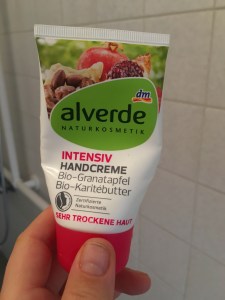 dm
alverde
NATURKOSMETIK
INTENSIV
HANDCREME
Bio-Granatapfel
Bio-Karitébutter
Zertifizierte
Naturkosmetik
SEHR TROCKENE HAUT